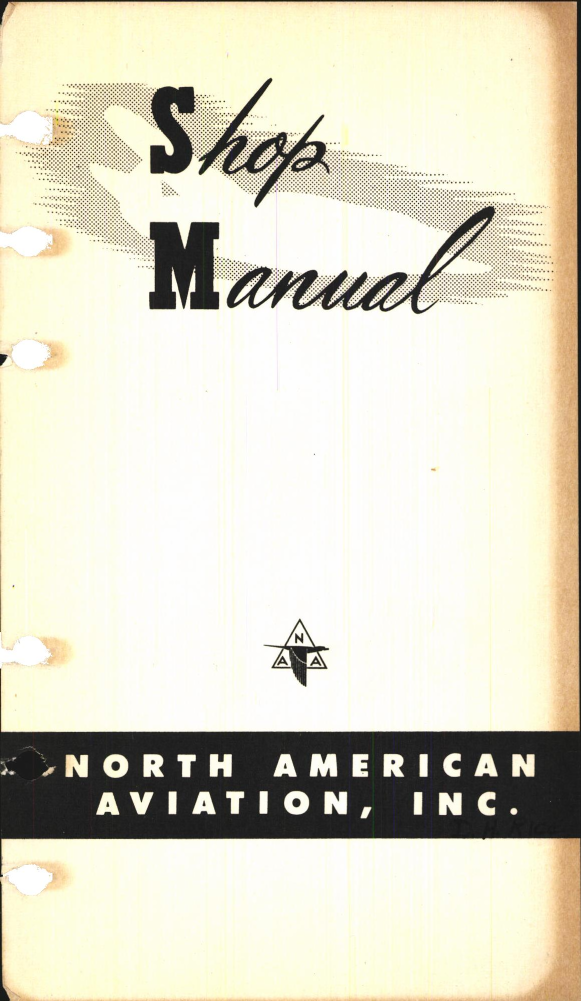 Shop
Manual
N
A A
NORTH AMERICAN
AVIATION, INC.